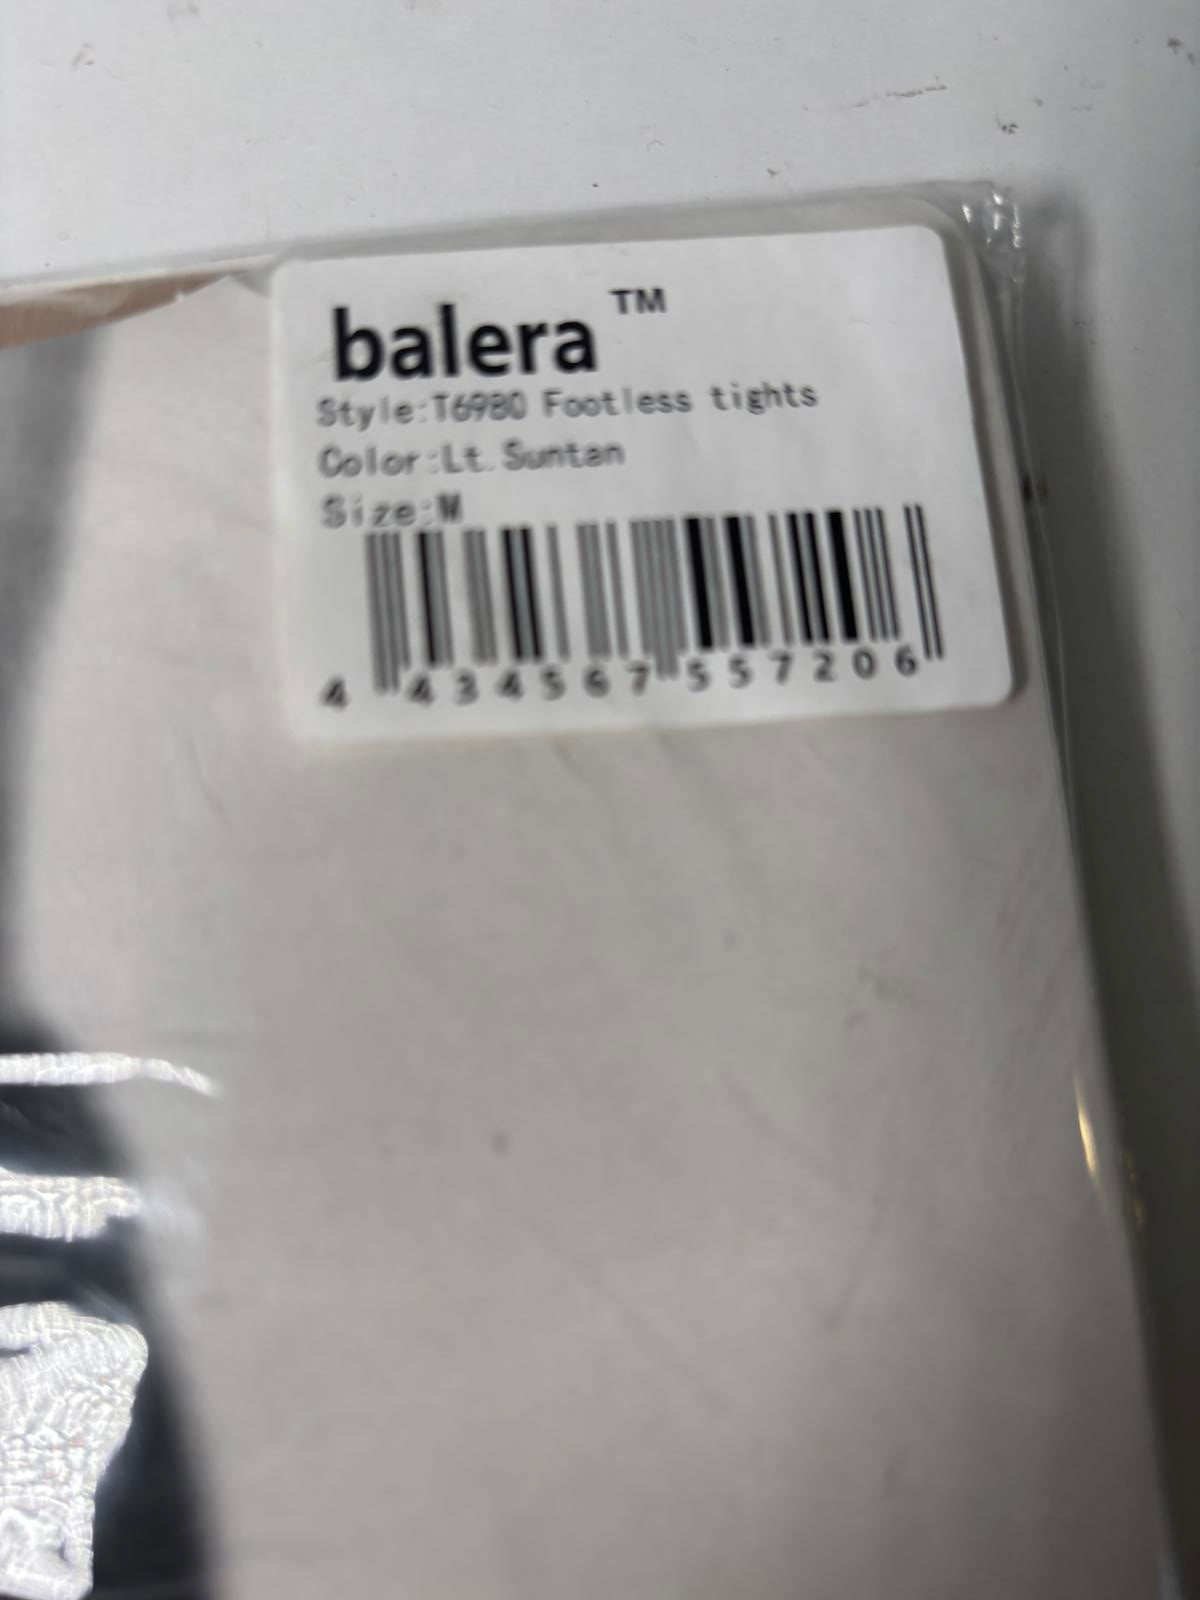 balera™
Style:T6980 Footless tights
Color:Lt.Suntan
Size:M
4 434567 557206